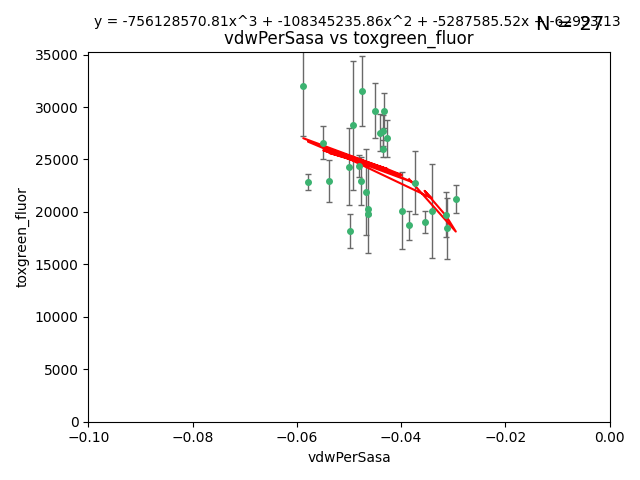 y = -756128570.81x^3 + -108345235.86x^2 + -5287585.52x +
N = 27
vdwPerSasa vs toxgreen_fluor
35000
30000
25000
20000
15000
10000
5000
0
toxgreen_fluor
−0.10
−0.08
−0.06
−0.04
−0.02
0.00
vdwPerSasa